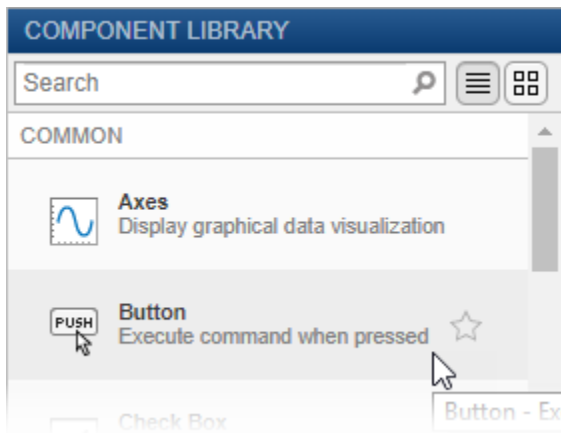 COMPONENT LIBRARY
Search
COMMON
Axes
Display graphical data visualization
PUSH
Button
Execute command when pressed
Check Box
Button - Ex